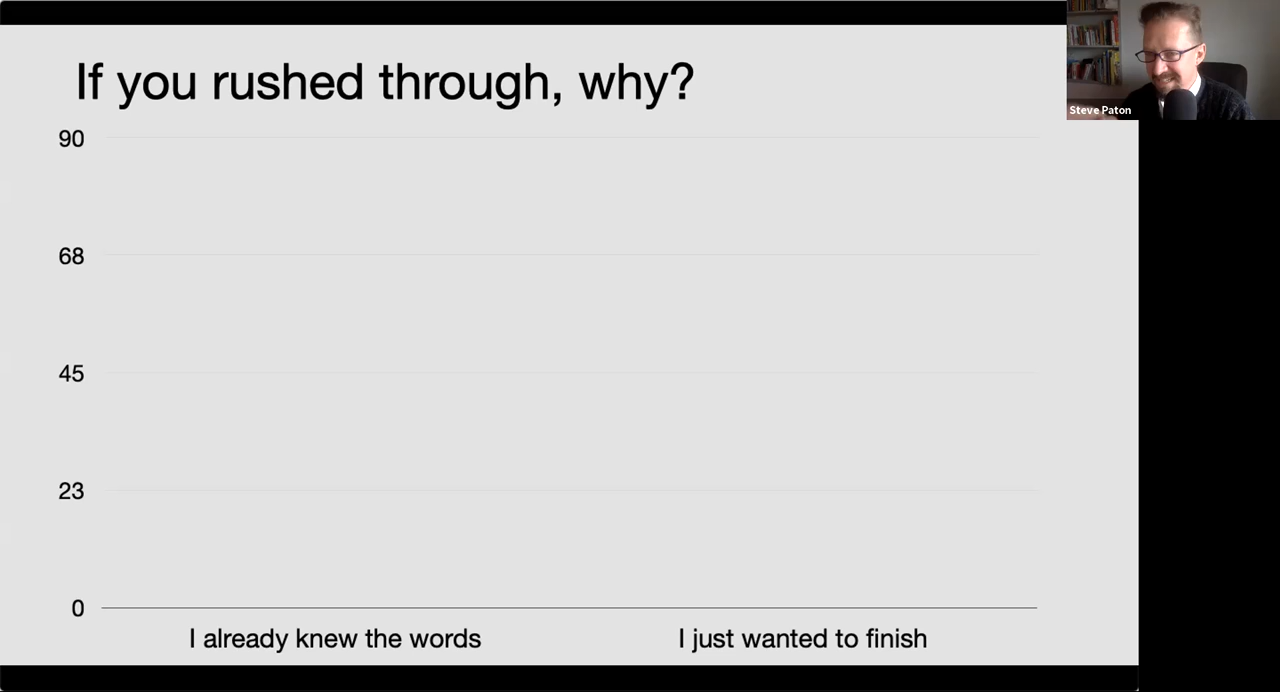 If you rushed through, why?
Steve Paton
90
68
45
23
0
I already knew the words
I just wanted to finish